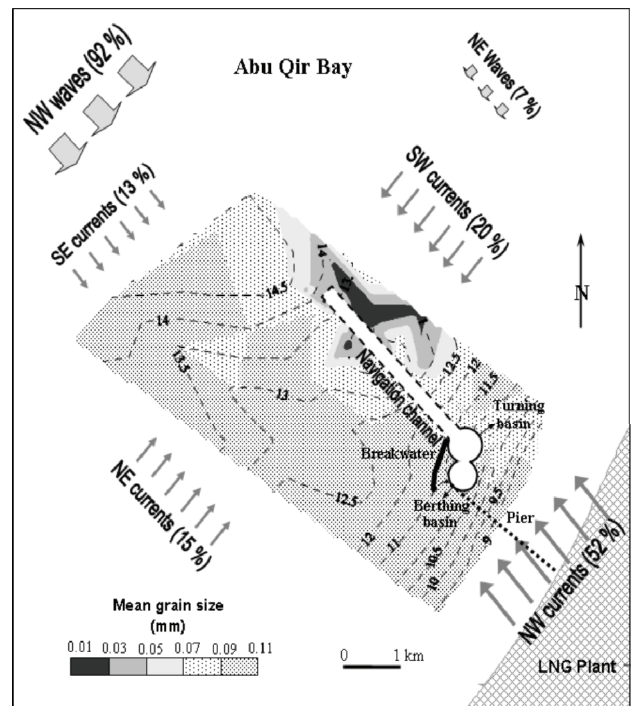 Abu Qir Bay
NW waves (92 %)
NE Waves (7 %)
SE currents (13 %)
SW currents (20 %)
N
14
13
14.5
14
13.5
13
12.5
12
11.5
12.5
Navigation channel
Turning
basin
Breakwater
Berthing
basin
Pier
9.5
9
12
11
10.5
10
NE currents (15 %)
NW currents (52 %)
Mean grain size
(mm)
0.01 0.03 0.05 0.07 0.09 0.11
0 1 km
LNG Plant